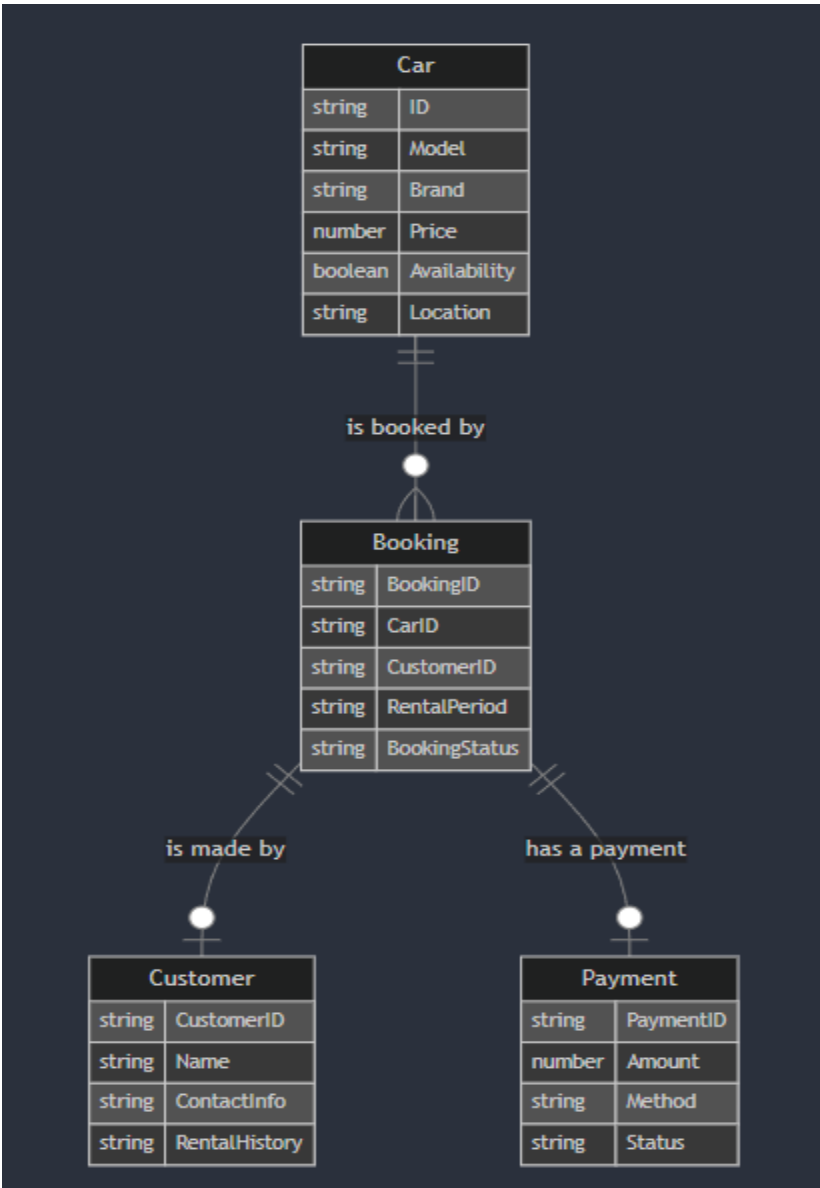 Car
string ID
string Model
string Brand
number Price
boolean Availability
string Location
is booked by
Booking
string BookingID
string CarID
string CustomerID
string RentalPeriod
string BookingStatus
is made by has a payment
Customer Payment
string CustomerID string PaymentID
string Name number Amount
string ContactInfo string Method
string RentalHistory string Status